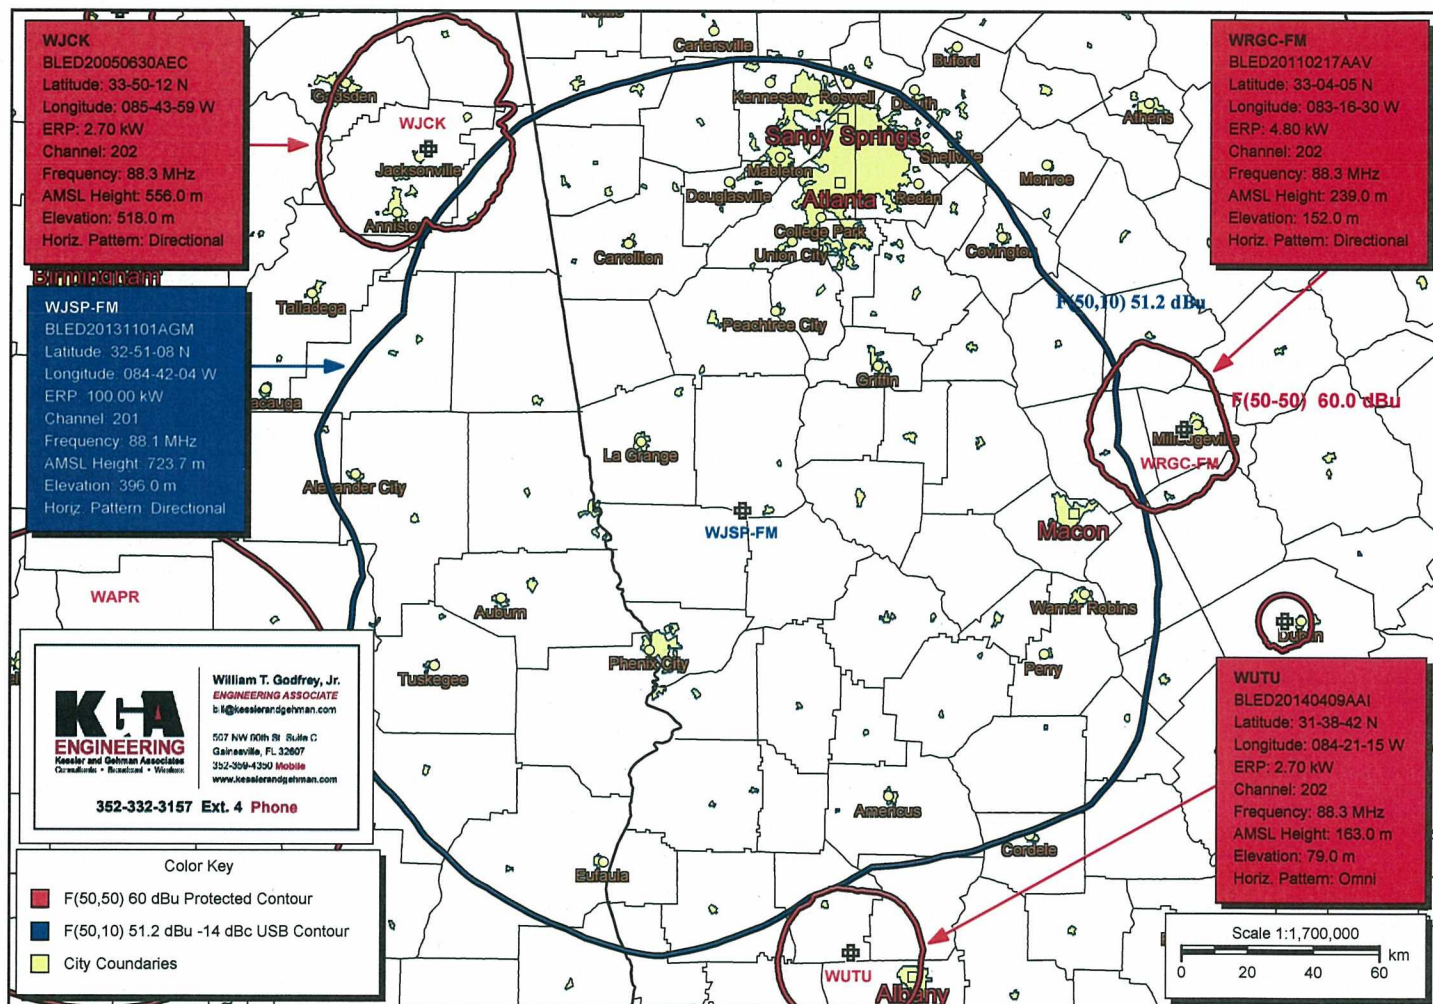 WJCK
BLED20050630AEC
Latitude: 33-50-12 N
Longitude: 085-43-59 W
ERP: 2.70 kW
Channel: 202
Frequency: 88.3 MHz
AMSL Height: 556.0 m
Elevation: 518.0 m
Horiz. Pattern: Directional
WRGC-FM
BLED20110217AAV
Latitude: 33-04-05 N
Longitude: 083-16-30 W
ERP: 4.80 kW
Channel: 202
Frequency: 88.3 MHz
AMSL Height: 239.0 m
Elevation: 152.0 m
Horiz. Pattern: Directional
Rome
Cartersville
Buford
Gadsden
Kennesaw
Roswell
Duluth
Athens
WJCK
Sandy Springs
Jacksonville
Mableton
Snellville
Monroe
Douglasville
Atlanta
Redan
Anniston
College Park
Carrollton
Union City
Covington
Birmingham
Talladega
F(50,10) 51.2 dBu
Peachtree City
WJSP-FM
BLED20131101AGM
Latitude: 32-51-08 N
Longitude: 084-42-04 W
ERP: 100.00 kW
Channel: 201
Frequency: 88.1 MHz
AMSL Height: 723.7 m
Elevation: 396.0 m
Horiz. Pattern: Directional
Griffin
acauga
F(50-50) 60.0 dBu
Milledgeville
La Grange
WRGC-FM
Alexander City
WJSP-FM
Macon
WAPR
Auburn
Warner Robins
Dublin
Phenix City
Perry
Tuskegee
KGA
ENGINEERING
Kessler and Gehman Associates
Consultants • Broadcast • Wireless
William T. Godfrey, Jr.
ENGINEERING ASSOCIATE
bill@kesslerandgehman.com
507 NW 60th St. Suite C
Gainesville, FL 32607
352-359-4350 Mobile
www.kesslerandgehman.com
352-332-3157 Ext. 4 Phone
WUTU
BLED20140409AAI
Latitude: 31-38-42 N
Longitude: 084-21-15 W
ERP: 2.70 kW
Channel: 202
Frequency: 88.3 MHz
AMSL Height: 163.0 m
Elevation: 79.0 m
Horiz. Pattern: Omni
Americus
Cordele
Eufaula
Color Key
F(50,50) 60 dBu Protected Contour
F(50,10) 51.2 dBu -14 dBc USB Contour
City Coundaries
WUTU
Albany
Scale 1:1,700,000
km
0 20 40 60